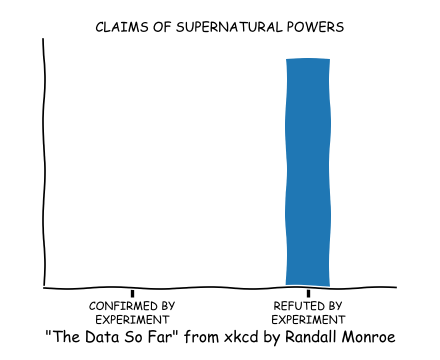 CLAIMS OF SUPERNATURAL POWERS
CONFIRMED BY
EXPERIMENT
REFUTED BY
EXPERIMENT
"The Data So Far" from xkcd by Randall Monroe